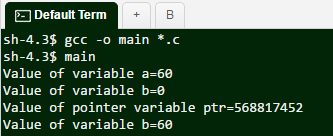 Default Term + B
sh-4.3$ gcc -o main *.c
sh-4.3$ main
Value of variable a=60
Value of variable b=0
Value of pointer variable ptr=568817452
Value of variable b=60